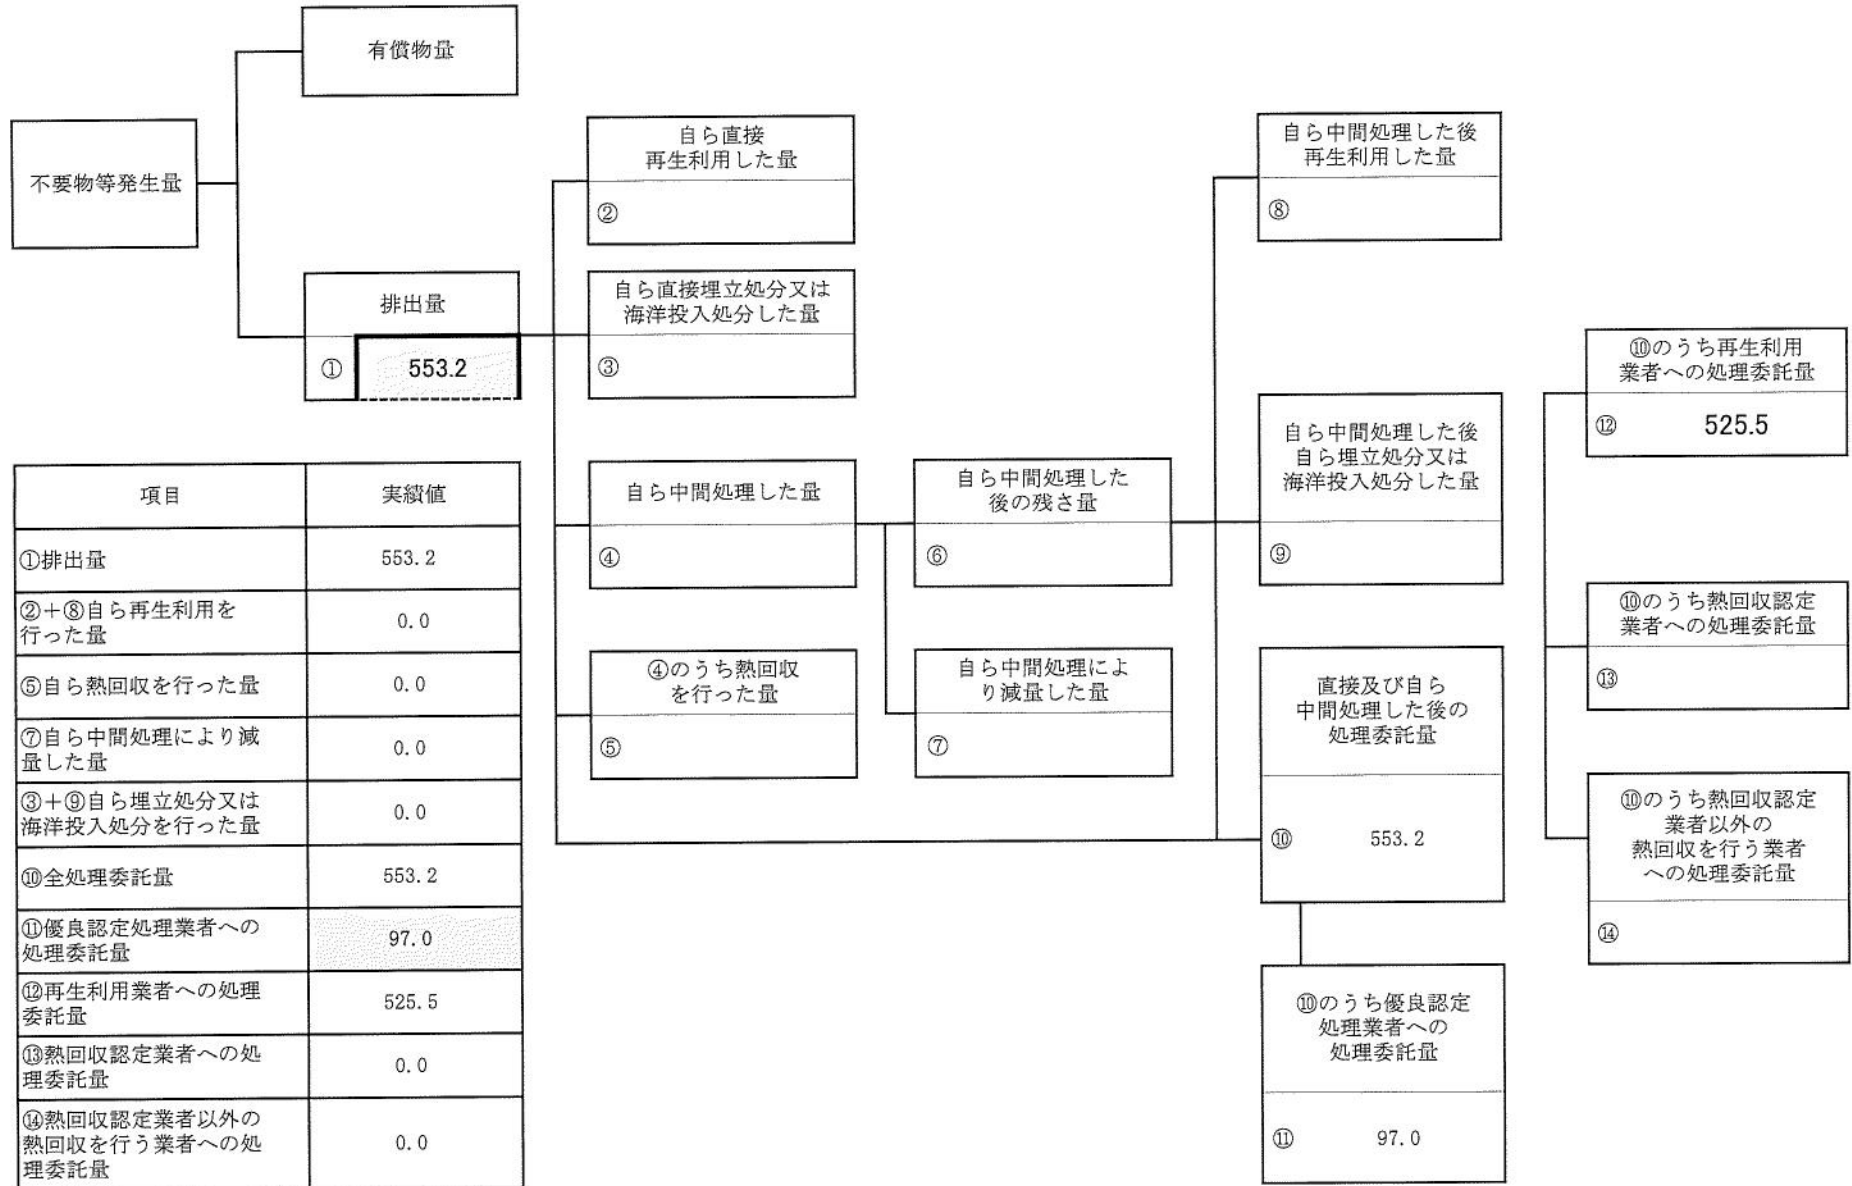 有償物量
不要物等発生量
排出量
① 553.2
自ら直接
再生利用した量
②
自ら直接埋立処分又は
海洋投入処分した量
③
自ら中間処理した量
④
④のうち熱回収
を行った量
⑤
自ら中間処理した
後の残さ量
⑥
自ら中間処理によ
り減量した量
⑦
自ら中間処理した後
再生利用した量
⑧
自ら中間処理した後
自ら埋立処分又は
海洋投入処分した量
⑨
直接及び自ら
中間処理した後の
処理委託量
⑩ 553.2
⑩のうち優良認定
処理業者への
処理委託量
⑪ 97.0
⑩のうち再生利用
業者への処理委託量
⑫ 525.5
⑩のうち熱回収認定
業者への処理委託量
⑬
⑩のうち熱回収認定
業者以外の
熱回収を行う業者
への処理委託量
⑭
項目 実績値
①排出量 553.2
②+⑧自ら再生利用を
行った量 0.0
⑤自ら熱回収を行った量 0.0
⑦自ら中間処理により減
量した量 0.0
③+⑨自ら埋立処分又は
海洋投入処分を行った量 0.0
⑩全処理委託量 553.2
⑪優良認定処理業者への
処理委託量 97.0
⑫再生利用業者への処理
委託量 525.5
⑬熱回収認定業者への処
理委託量 0.0
⑭熱回収認定業者以外の
熱回収を行う業者への処
理委託量 0.0